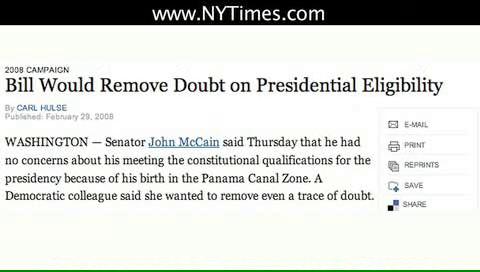 www.NYTimes.com
2008 CAMPAIGN
Bill Would Remove Doubt on Presidential Eligibility
By CARL HULSE
Published: February 29, 2008
WASHINGTON — Senator John McCain said Thursday that he had
no concerns about his meeting the constitutional qualifications for the
presidency because of his birth in the Panama Canal Zone. A
Democratic colleague said she wanted to remove even a trace of doubt.
E-MAIL
PRINT
REPRINTS
SAVE
SHARE